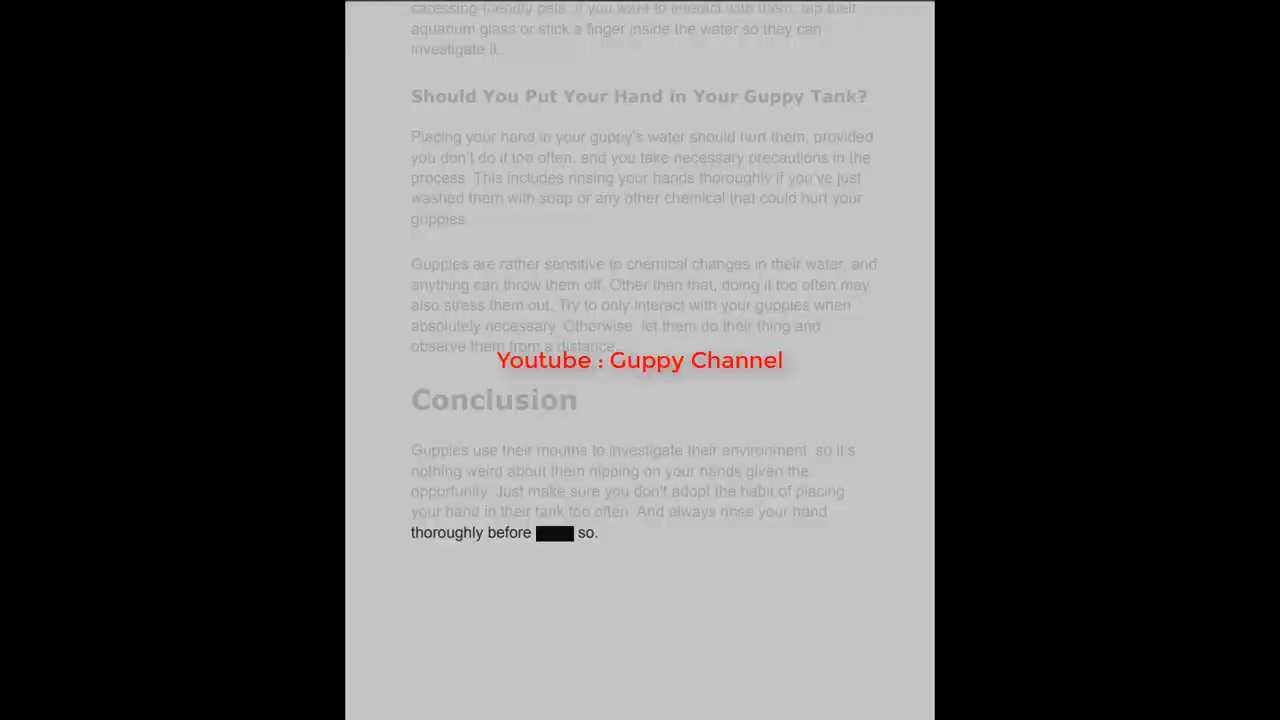 caressing-friendly pets. If you want to interact with them, tap their
aquarium glass or stick a finger inside the water so they can
investigate it.
Should You Put Your Hand in Your Guppy Tank?
Placing your hand in your guppy's water should hurt them, provided
you don't do it too often, and you take necessary precautions in the
process. This includes rinsing your hands thoroughly if you've just
washed them with soap or any other chemical that could hurt your
guppies.
Guppies are rather sensitive to chemical changes in their water, and
anything can throw them off. Other than that, doing it too often may
also stress them out. Try to only interact with your guppies when
absolutely necessary. Otherwise, let them do their thing and
observe them from a distance.
Youtube : Guppy Channel
Conclusion
Guppies use their mouths to investigate their environment, so it's
nothing weird about them nipping on your hands given the
opportunity. Just make sure you don't adopt the habit of placing
your hand in their tank too often. And always rinse your hand
thoroughly before so.